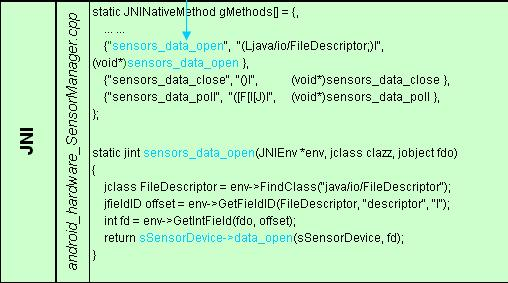 JNI
android_hardware_SensorManager.cpp
static JNINativeMethod gMethods[] = {,
... ...
{"sensors_data_open", "(Ljava/io/FileDescriptor;)I",
(void*)sensors_data_open },
{"sensors_data_close", "()I", (void*)sensors_data_close },
{"sensors_data_poll", "([F[I[J)I", (void*)sensors_data_poll },
};
static jint sensors_data_open(JNIEnv *env, jclass clazz, jobject fdo)
{
jclass FileDescriptor = env->FindClass("java/io/FileDescriptor");
jfieldID offset = env->GetFieldID(FileDescriptor, "descriptor", "I");
int fd = env->GetIntField(fdo, offset);
return sSensorDevice->data_open(sSensorDevice, fd);
}